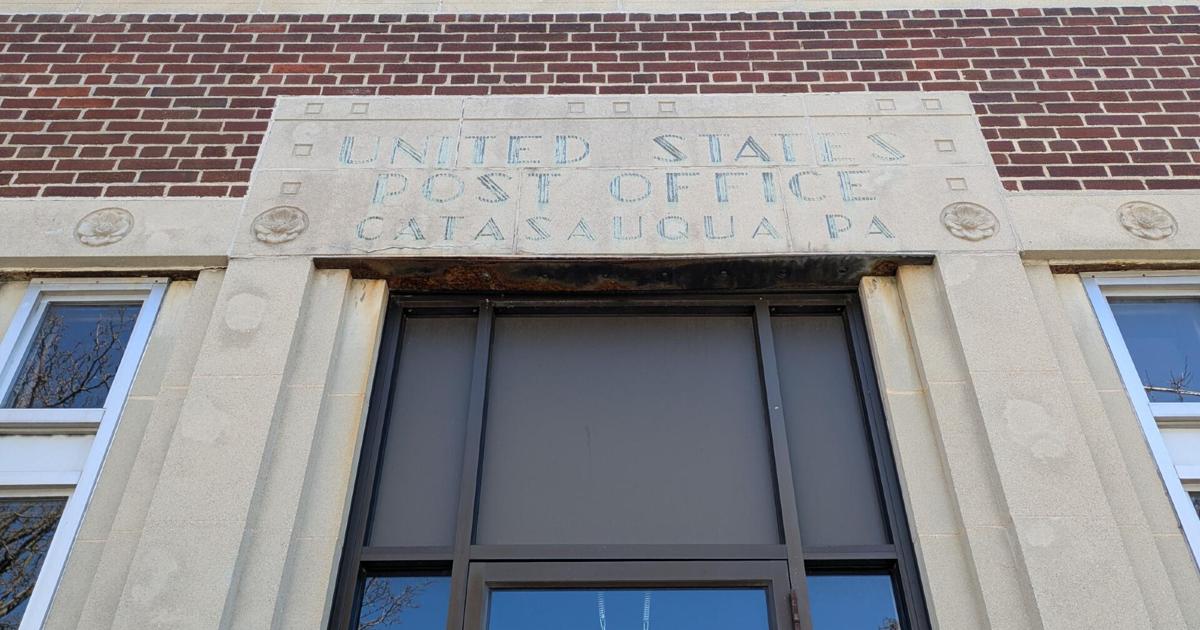 UNITED STATES
POST OFFICE
CATASAUQUA PA